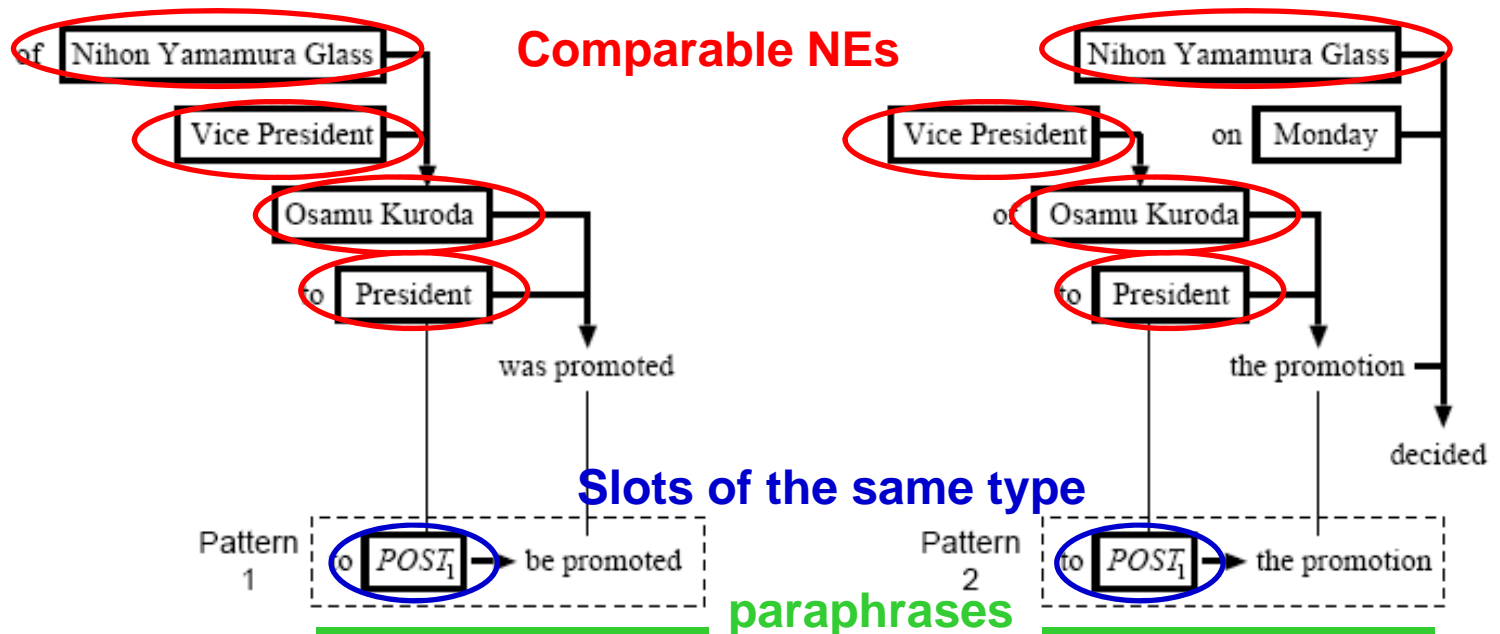 of Nihon Yamamura Glass Comparable NEs Nihon Yamamura Glass
Vice President Vice President on Monday
Osamu Kuroda of Osamu Kuroda
to President to President
was promoted the promotion
decided
Slots of the same type
Pattern 1 to POST1 be promoted Pattern 2 to POST1 the promotion
paraphrases